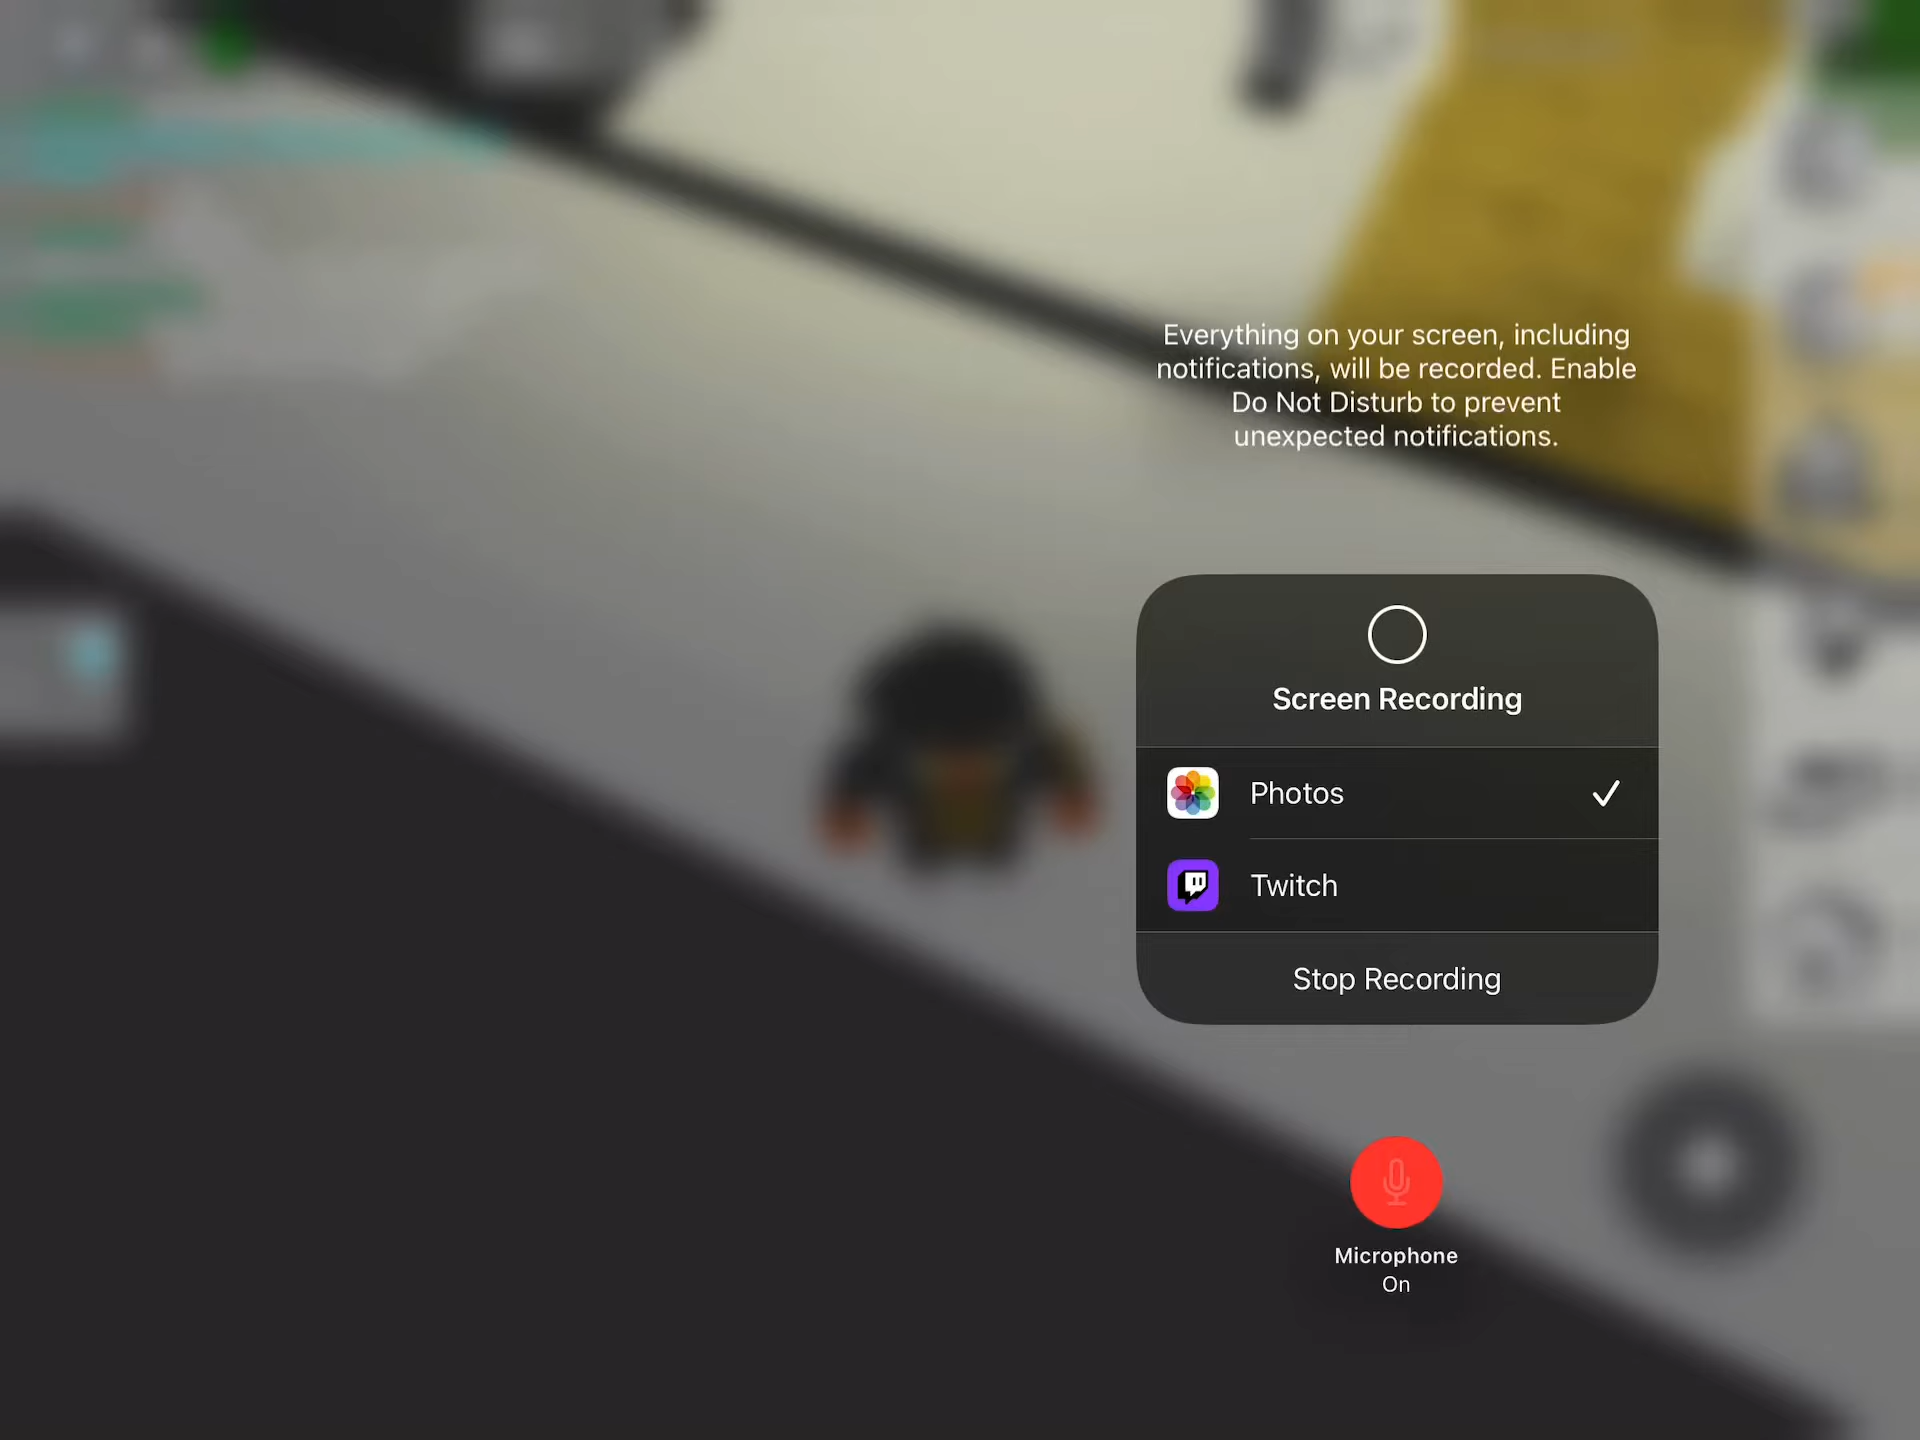 Everything on your screen, including
notifications, will be recorded. Enable
Do Not Disturb to prevent
unexpected notifications.
Screen Recording
Photos
Twitch
Stop Recording
Microphone
On